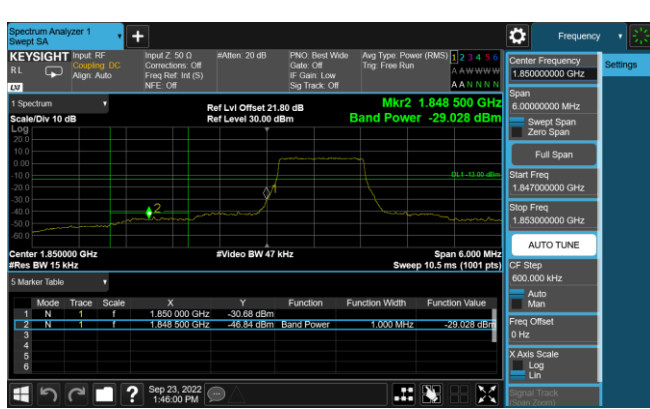 Spectrum Analyzer 1
Swept SA
+
Frequency
KEYSIGHT
RL
LXI
Input: RF
Coupling: DC
Align: Auto
Input Z: 50 Ω
Corrections: Off
Freq Ref: Int (S)
NFE: Off
#Atten: 20 dB
PNO: Best Wide
Gate: Off
IF Gain: Low
Sig Track: Off
Avg Type: Power (RMS)
Trig: Free Run
1 2 3 4 5 6
A A W W W W
A A N N N N
1 Spectrum
Scale/Div 10 dB
Ref Lvl Offset 21.80 dB
Ref Level 30.00 dBm
Mkr2 1.848 500 GHz
Band Power -29.028 dBm
Log
20.0
10.0
0.00
-10.0
-20.0
-30.0
-40.0
-50.0
-60.0
DL1 -13.00 dBm
2
Center 1.850000 GHz
#Res BW 15 kHz
#Video BW 47 kHz
Span 6.000 MHz
Sweep 10.5 ms (1001 pts)
5 Marker Table
Mode Trace Scale X Y Function Function Width Function Value
1 N 1 f 1.850 000 GHz -30.68 dBm
2 N 1 f 1.848 500 GHz -46.84 dBm Band Power 1.000 MHz -29.028 dBm
3
4
5
6
Sep 23, 2022
1:46:00 PM
Center Frequency
1.850000000 GHz
Settings
Span
6.00000000 MHz
Swept Span
Zero Span
Full Span
Start Freq
1.847000000 GHz
Stop Freq
1.853000000 GHz
AUTO TUNE
CF Step
600.000 kHz
Auto
Man
Freq Offset
0 Hz
X Axis Scale
Log
Lin
Signal Track
(Span Zoom)